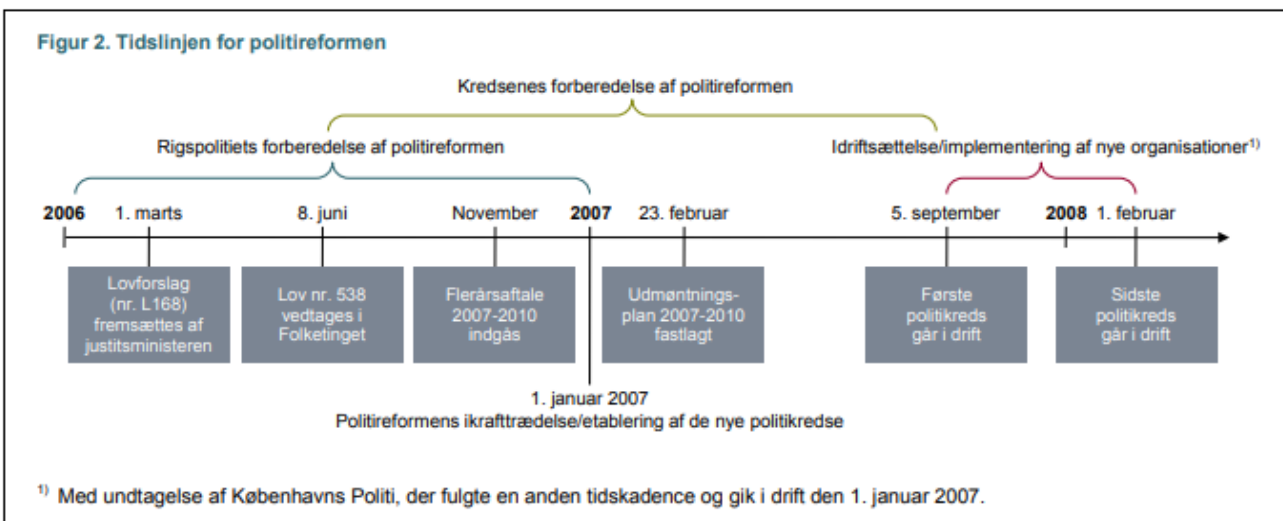 Figur 2. Tidslinjen for politireformen
Kredsenes forberedelse af politireformen
Rigspolitiets forberedelse af politireformen
Idriftsættelse/implementering af nye organisationer1)
2006 1. marts 8. juni November 2007 23. februar 5. september 2008 1. februar
Lovforslag
(nr. L168)
fremsættes af
justitsministeren
Lov nr. 538
vedtages i
Folketinget
Flerårsaftale
2007-2010
indgås
Udmøntnings-
plan 2007-2010
fastlagt
Første
politikreds
går i drift
Sidste
politikreds
går i drift
1. januar 2007
Politireformens ikrafttrædelse/etablering af de nye politikredse
1) Med undtagelse af Københavns Politi, der fulgte en anden tidskadence og gik i drift den 1. januar 2007.